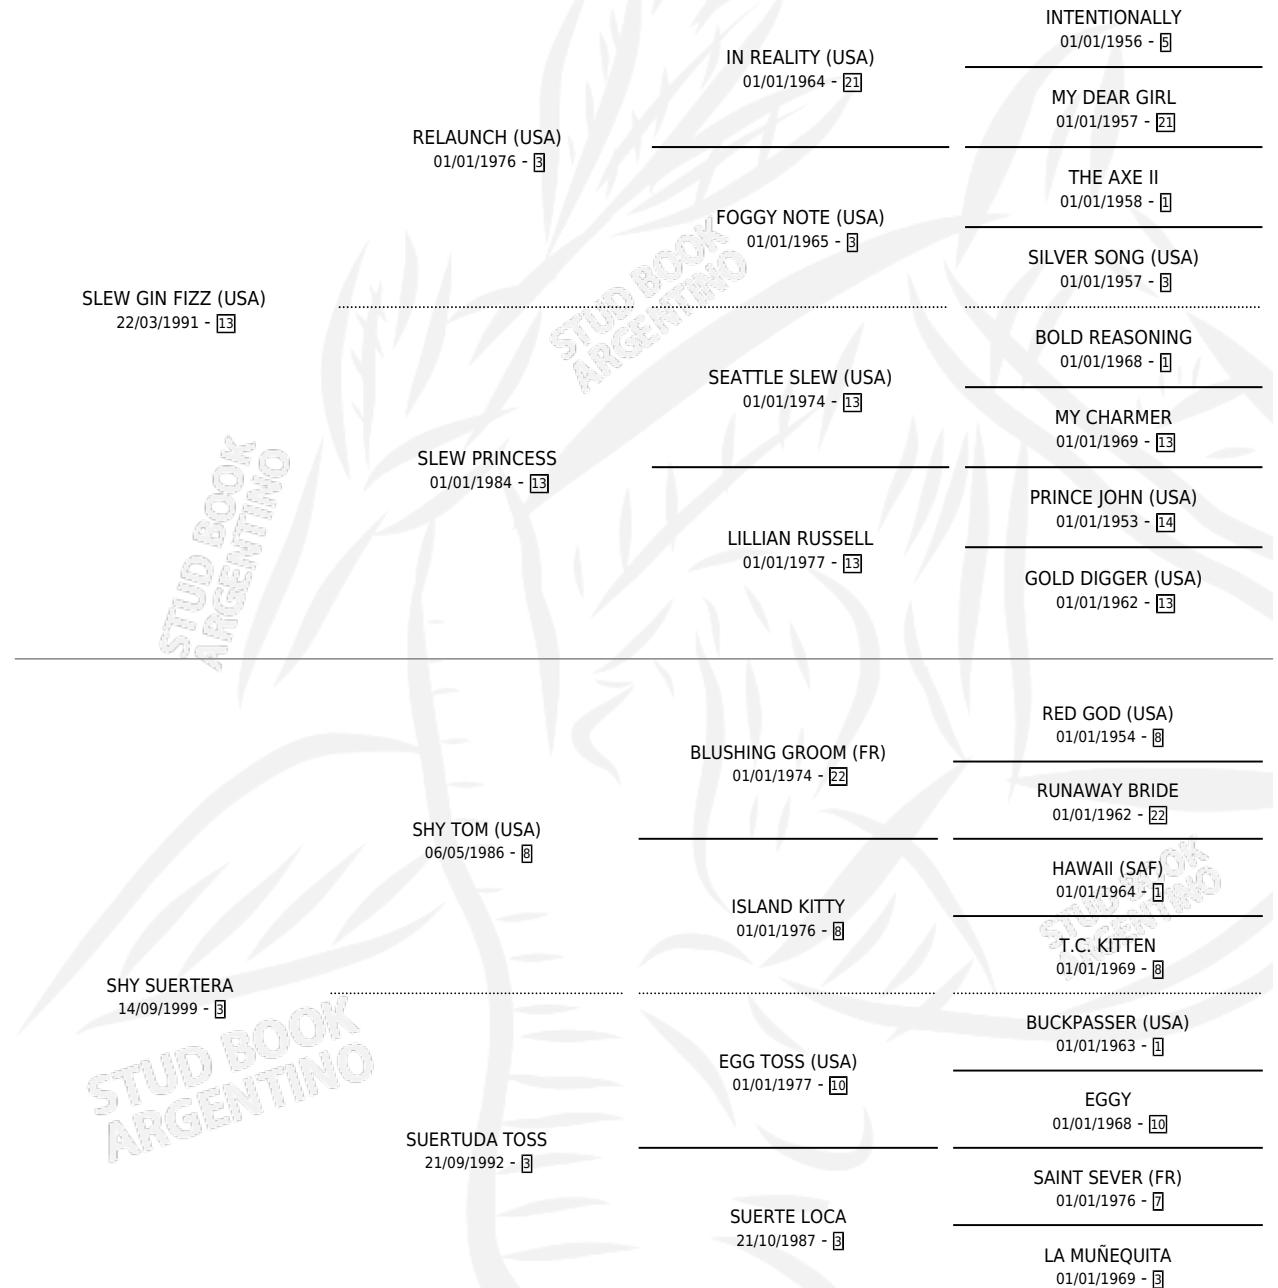 INTENTIONALLY
01/01/1956 - 5
IN REALITY (USA)
01/01/1964 - 21
MY DEAR GIRL
01/01/1957 - 21
RELAUNCH (USA)
01/01/1976 - 3
THE AXE II
01/01/1958 - 1
FOGGY NOTE (USA)
01/01/1965 - 3
SILVER SONG (USA)
01/01/1957 - 3
SLEW GIN FIZZ (USA)
22/03/1991 - 13
BOLD REASONING
01/01/1968 - 1
SEATTLE SLEW (USA)
01/01/1974 - 13
MY CHARMER
01/01/1969 - 13
SLEW PRINCESS
01/01/1984 - 13
PRINCE JOHN (USA)
01/01/1953 - 14
LILLIAN RUSSELL
01/01/1977 - 13
GOLD DIGGER (USA)
01/01/1962 - 13
RED GOD (USA)
01/01/1954 - 8
BLUSHING GROOM (FR)
01/01/1974 - 22
RUNAWAY BRIDE
01/01/1962 - 22
SHY TOM (USA)
06/05/1986 - 8
HAWAII (SAF)
01/01/1964 - 1
ISLAND KITTY
01/01/1976 - 8
T.C. KITTEN
01/01/1969 - 8
SHY SUERTERA
14/09/1999 - 3
BUCKPASSER (USA)
01/01/1963 - 1
EGG TOSS (USA)
01/01/1977 - 10
EGGY
01/01/1968 - 10
SUERTUDA TOSS
21/09/1992 - 3
SAINT SEVER (FR)
01/01/1976 - 7
SUERTE LOCA
21/10/1987 - 3
LA MUÑEQUITA
01/01/1969 - 3
STUD BOOK
ARGENTINO
STUD BOOK
ARGENTINO
STUD BOOK
ARGENTINO
STUD BOOK
ARGENTINO